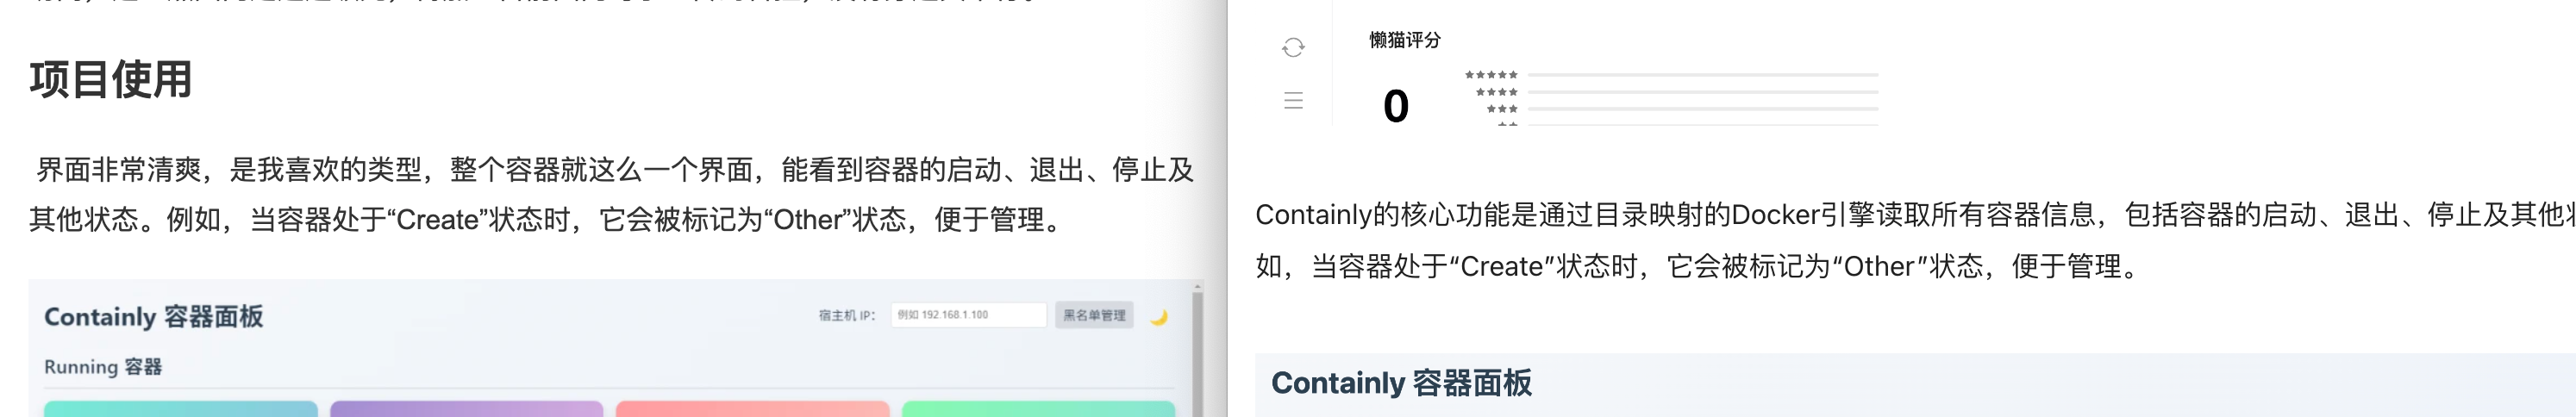 项目使用
界面非常清爽，是我喜欢的类型，整个容器就这么一个界面，能看到容器的启动、退出、停止及
其他状态。例如，当容器处于“Create”状态时，它会被标记为“Other”状态，便于管理。
Containly 容器面板
宿主机 IP：
例如 192.168.1.100
黑名单管理
Running 容器
懒猫评分
0
Containly的核心功能是通过目录映射的Docker引擎读取所有容器信息，包括容器的启动、退出、停止及其他
如，当容器处于“Create”状态时，它会被标记为“Other”状态，便于管理。
Containly 容器面板